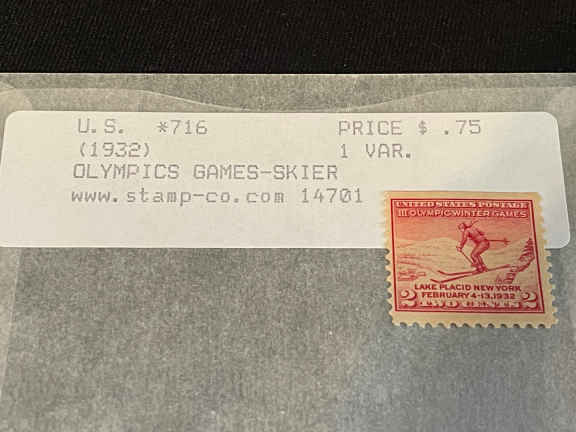 U.S. *716 PRICE $ .75
(1932) 1 VAR.
OLYMPICS GAMES-SKIER
www.stamp-co.com 14701
UNITED STATES POSTAGE
III OLYMPIC WINTER GAMES
LAKE PLACID NEW YORK
FEBRUARY 4-13, 1932
2 TWO CENTS 2